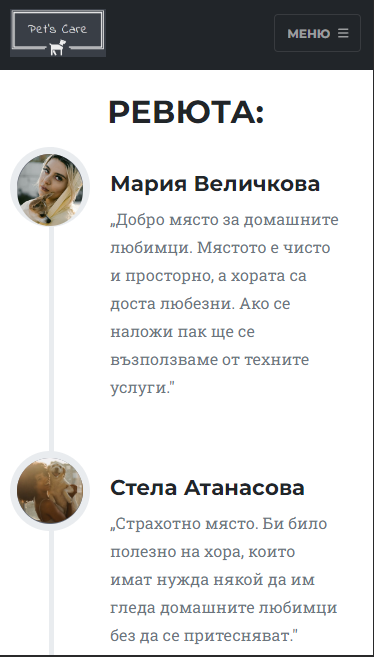 Pet's Care
МЕНЮ
РЕВЮТА:
Мария Величкова
„Добро място за домашните
любимци. Мястото е чисто
и просторно, а хората са
доста любезни. Ако се
наложи пак ще се
възползваме от техните
услуги."
Стела Атанасова
„Страхотно място. Би било
полезно на хора, които
имат нужда някой да им
гледа домашните любимци
без да се притесняват."